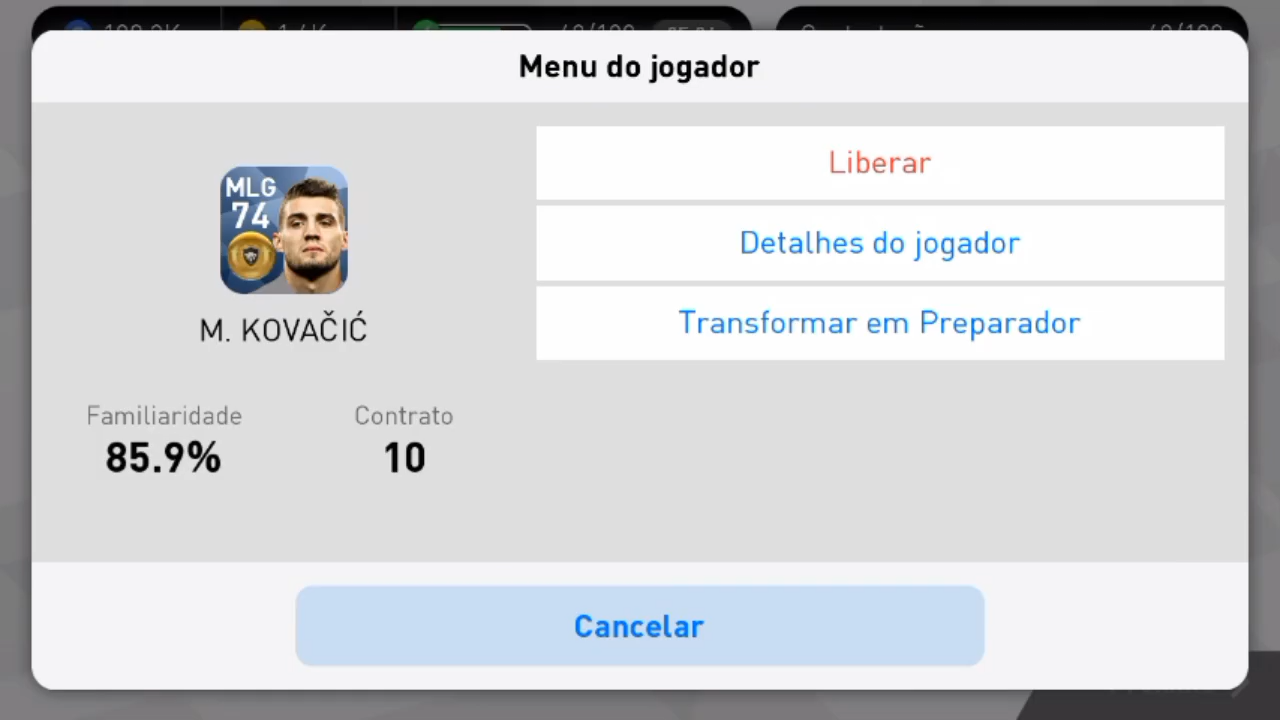 Menu do jogador
MLG
74
M. KOVAČIĆ
Familiaridade
85.9%
Contrato
10
Liberar
Detalhes do jogador
Transformar em Preparador
Cancelar